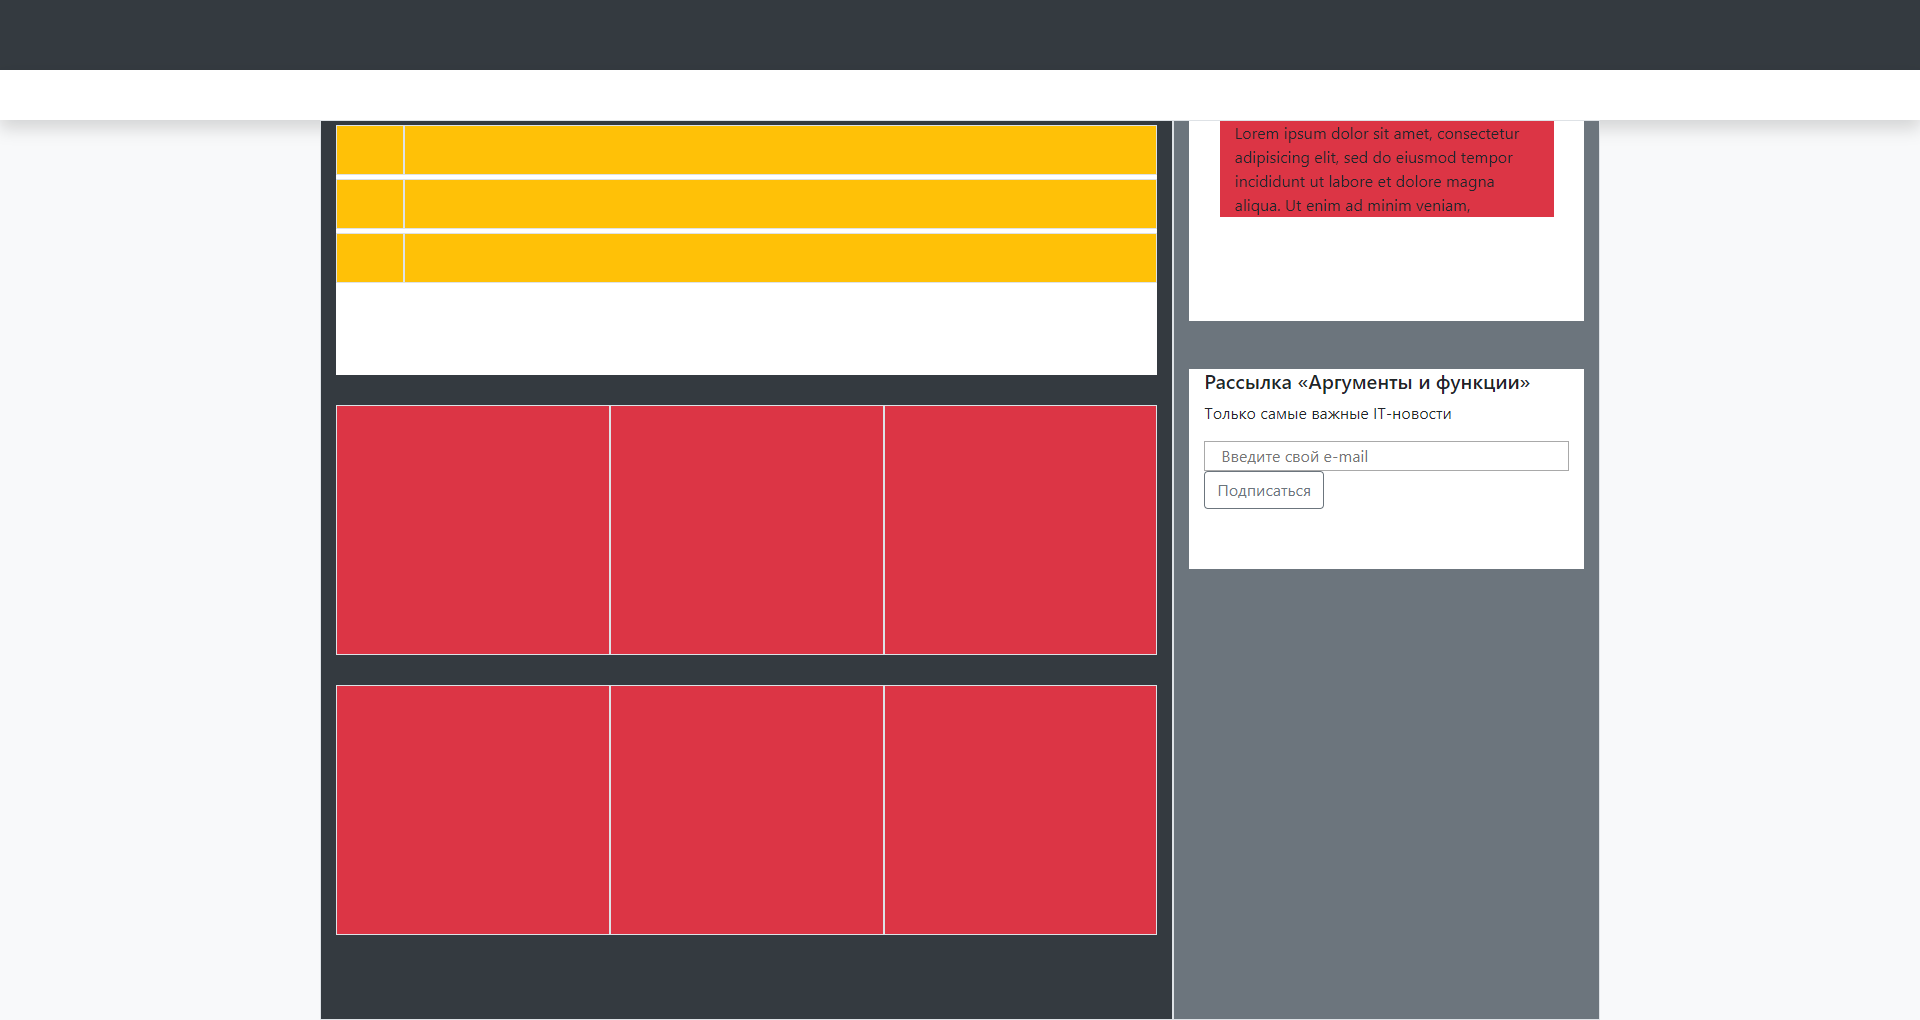 Lorem ipsum dolor sit amet, consectetur
adipisicing elit, sed do eiusmod tempor
incididunt ut labore et dolore magna
aliqua. Ut enim ad minim veniam,
Рассылка «Аргументы и функции»
Только самые важные IT-новости
Введите свой e-mail
Подписаться